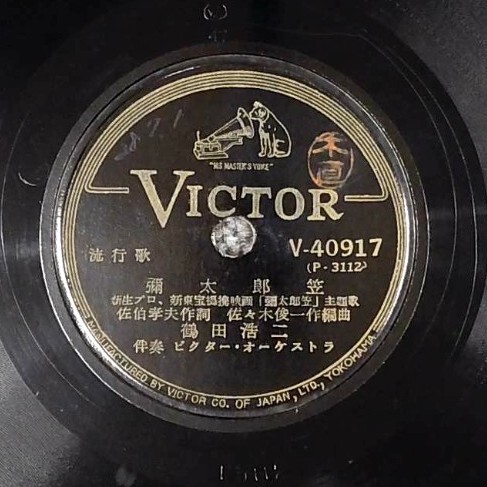 "HIS MASTER'S VOICE"
VICTOR
流行歌
V-40917
(P-3112)
彌太郎笠
新生プロ、新東宝提携映画「彌太郎笠」主題歌
佐伯孝夫作詞 佐々木俊一作編曲
鶴田浩二
伴奏 ビクター・オーケストラ
MANUFACTURED BY VICTOR CO. OF JAPAN, LTD., YOKOHAMA